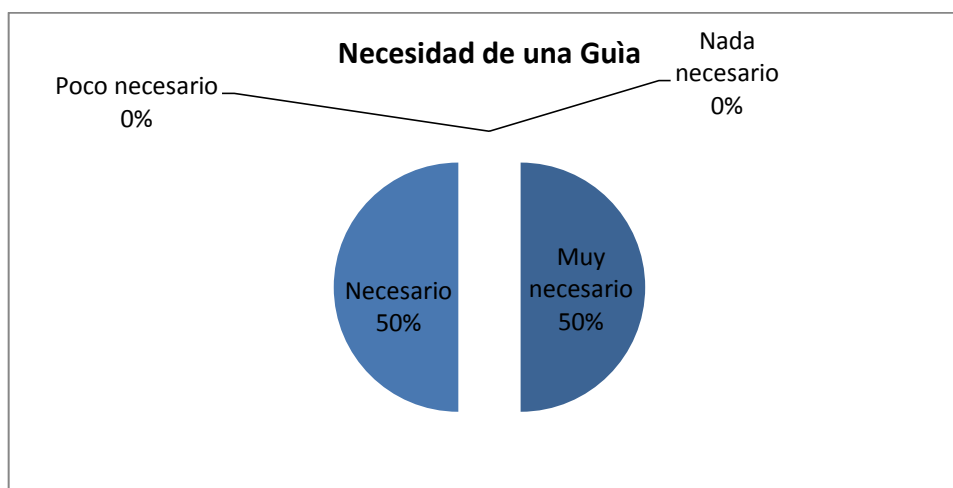 Necesidad de una Guìa
Nada
necesario
0%
Poco necesario
0%
Necesario
50%
Muy
necesario
50%